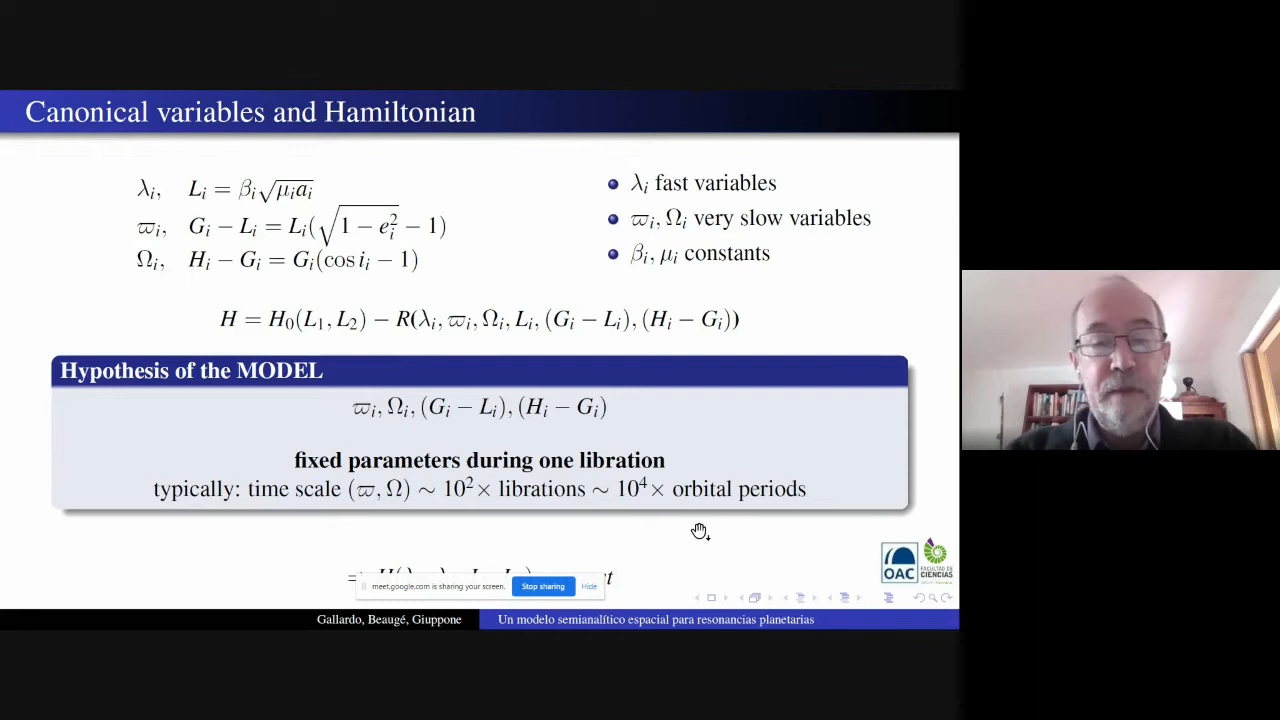 Canonical variables and Hamiltonian
λᵢ, Lᵢ = βᵢ√μᵢaᵢ
ϖᵢ, Gᵢ − Lᵢ = Lᵢ(√1 − eᵢ² − 1)
Ωᵢ, Hᵢ − Gᵢ = Gᵢ(cos iᵢ − 1)
λᵢ fast variables
ϖᵢ, Ωᵢ very slow variables
βᵢ, μᵢ constants
H = H₀(L₁, L₂) − R(λᵢ, ϖᵢ, Ωᵢ, Lᵢ, (Gᵢ − Lᵢ), (Hᵢ − Gᵢ))
Hypothesis of the MODEL
ϖᵢ, Ωᵢ, (Gᵢ − Lᵢ), (Hᵢ − Gᵢ)
fixed parameters during one libration
typically: time scale (ϖ, Ω) ∼ 10²× librations ∼ 10⁴× orbital periods
meet.google.com is sharing your screen. Stop sharing Hide
OAC
FACULTAD DE
CIENCIAS
Gallardo, Beaugé, Giuppone Un modelo semianalítico espacial para resonancias planetarias